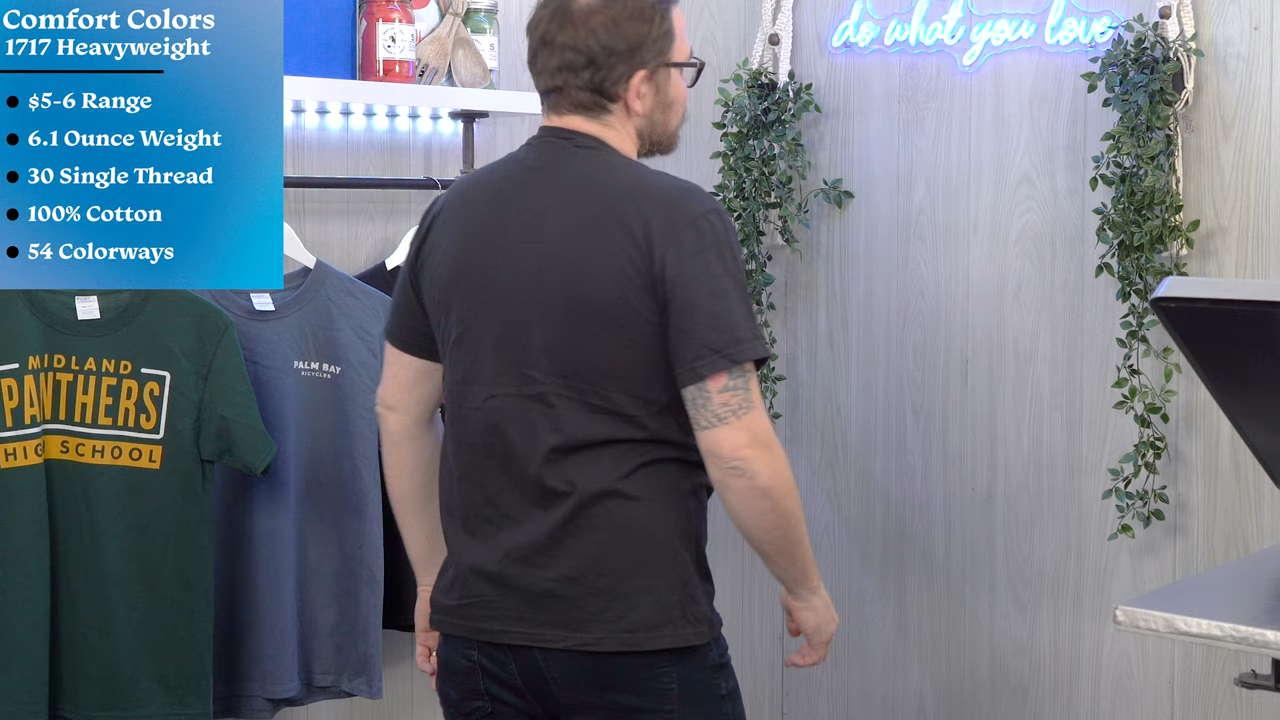 Comfort Colors
1717 Heavyweight
$5-6 Range
6.1 Ounce Weight
30 Single Thread
100% Cotton
54 Colorways
do what you love
MIDLAND
PANTHERS
HIGH SCHOOL
PALM BAY
BICYCLES